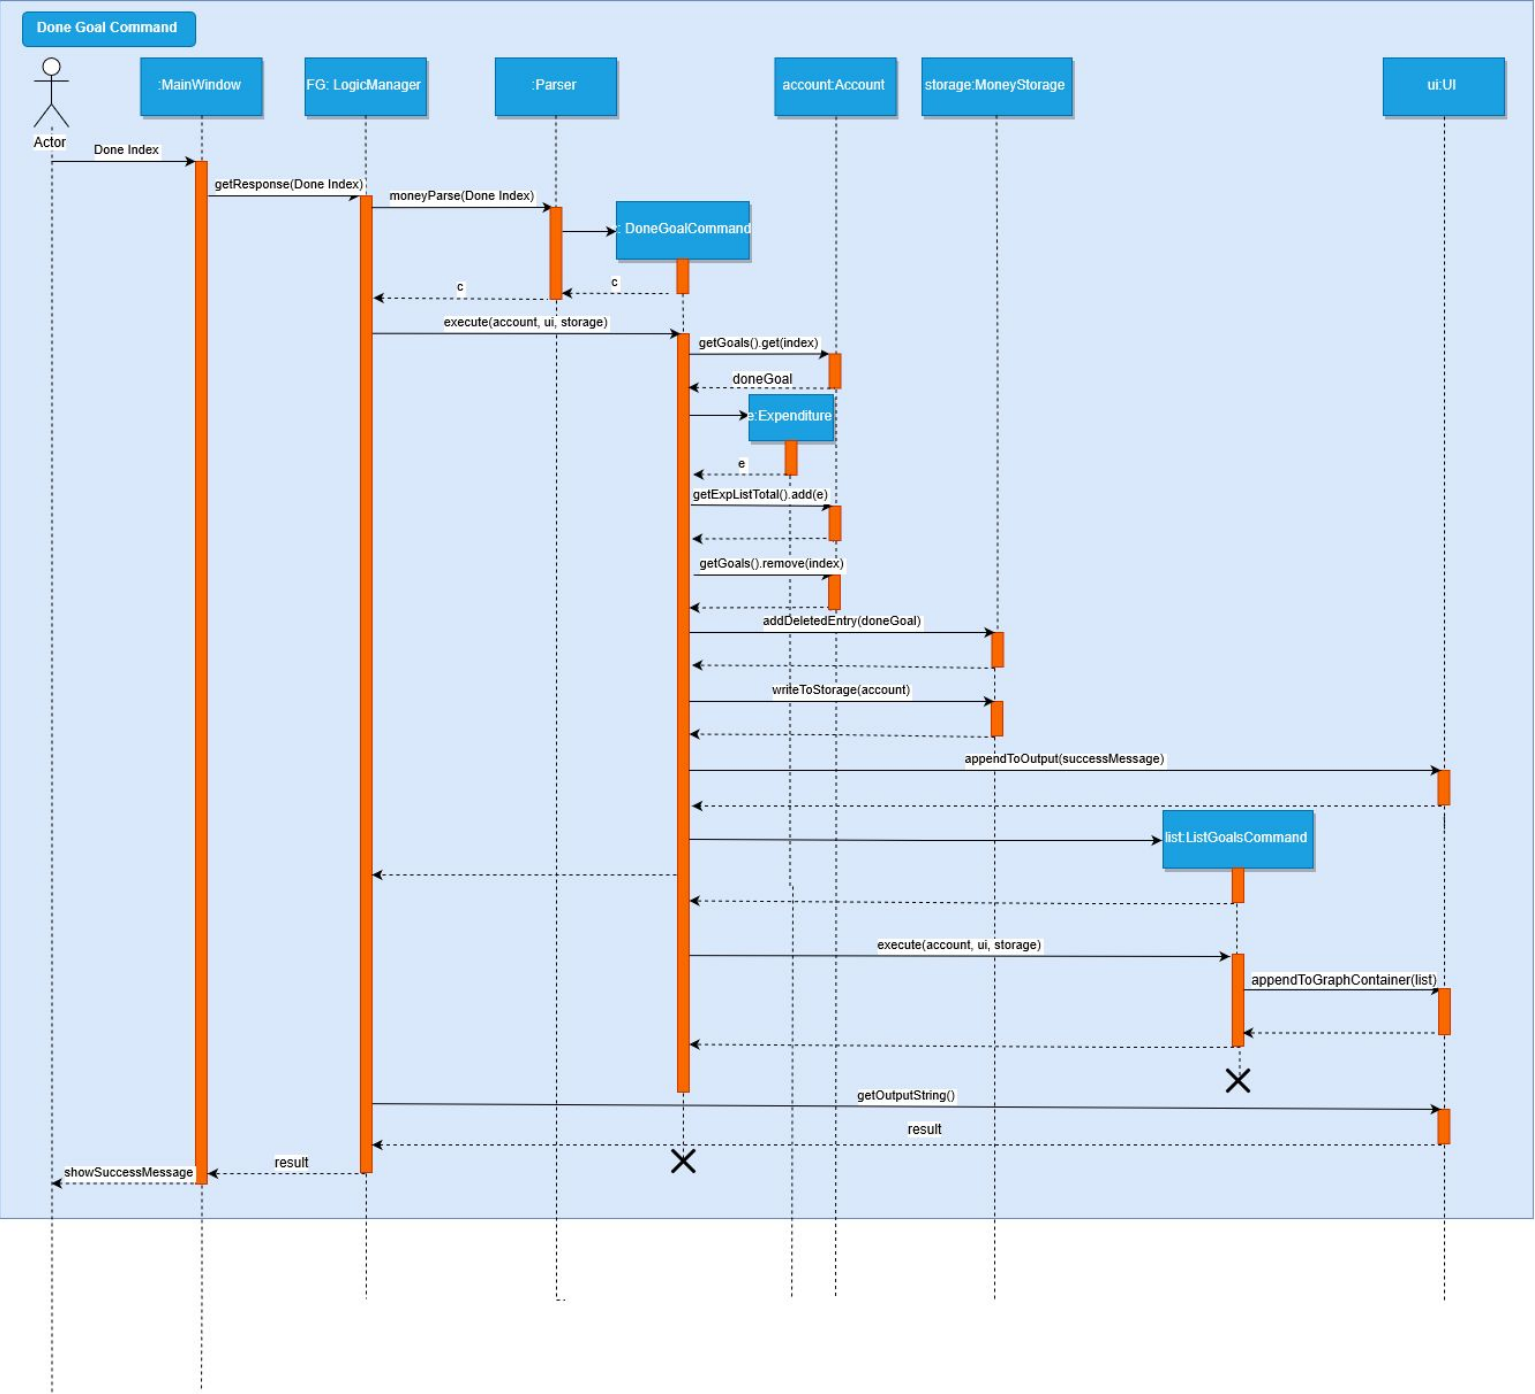 Done Goal Command
:MainWindow
FG: LogicManager
:Parser
account:Account
storage:MoneyStorage
ui:UI
Actor
Done Index
getResponse(Done Index)
moneyParse(Done Index)
: DoneGoalCommand
c
c
execute(account, ui, storage)
getGoals().get(index)
doneGoal
e:Expenditure
e
getExpListTotal().add(e)
getGoals().remove(index)
addDeletedEntry(doneGoal)
writeToStorage(account)
appendToOutput(successMessage)
list:ListGoalsCommand
execute(account, ui, storage)
appendToGraphContainer(list)
getOutputString()
result
result
showSuccessMessage